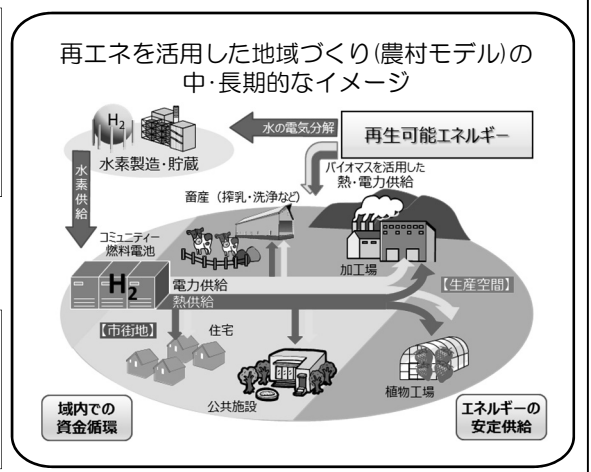 再エネを活用した地域づくり(農村モデル)の
中・長期的なイメージ
H2
水の電気分解
再生可能エネルギー
水素製造・貯蔵
バイオマスを活用した
熱・電力供給
水素供給
畜産（搾乳・洗浄など）
コミュニティー
燃料電池
加工場
H2
電力供給
熱供給
【生産空間】
【市街地】
住宅
公共施設
植物工場
域内での
資金循環
エネルギーの
安定供給